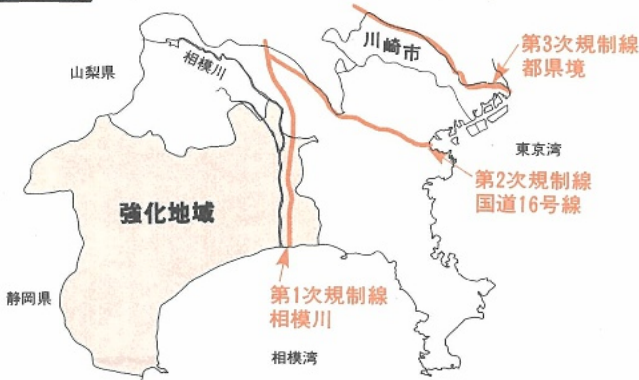 川崎市
第3次規制線
都県境
山梨県
相模川
東京湾
第2次規制線
国道16号線
強化地域
静岡県
第1次規制線
相模川
相模湾